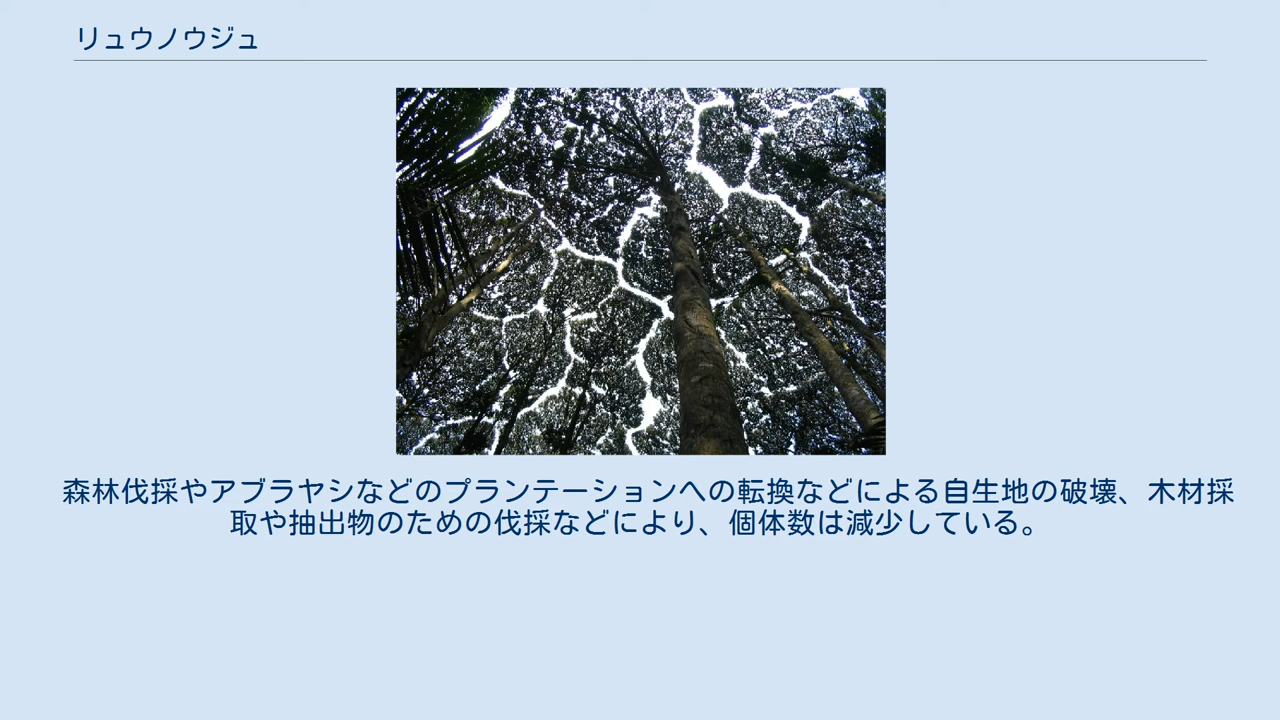 リュウノウジュ
森林伐採やアブラヤシなどのプランテーションへの転換などによる自生地の破壊、木材採
取や抽出物のための伐採などにより、個体数は減少している。